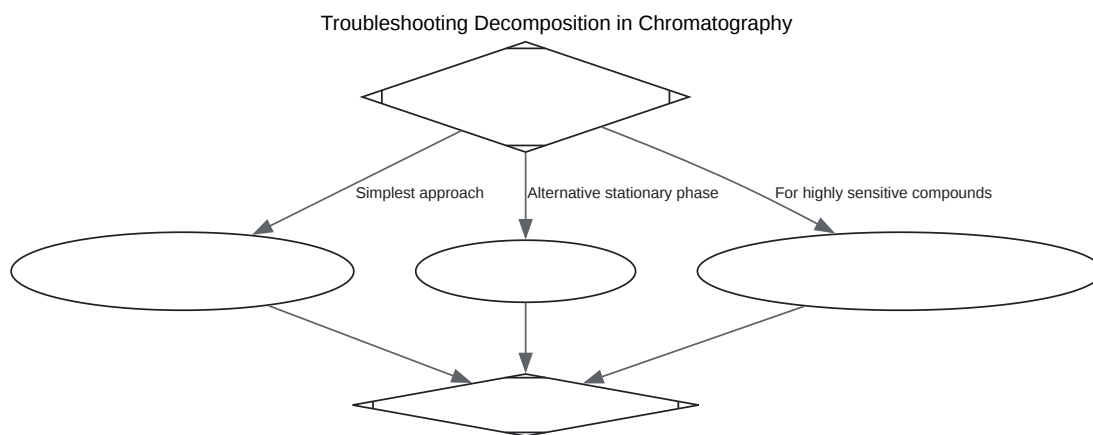 Troubleshooting Decomposition in Chromatography
Simplest approach
Alternative stationary phase
For highly sensitive compounds